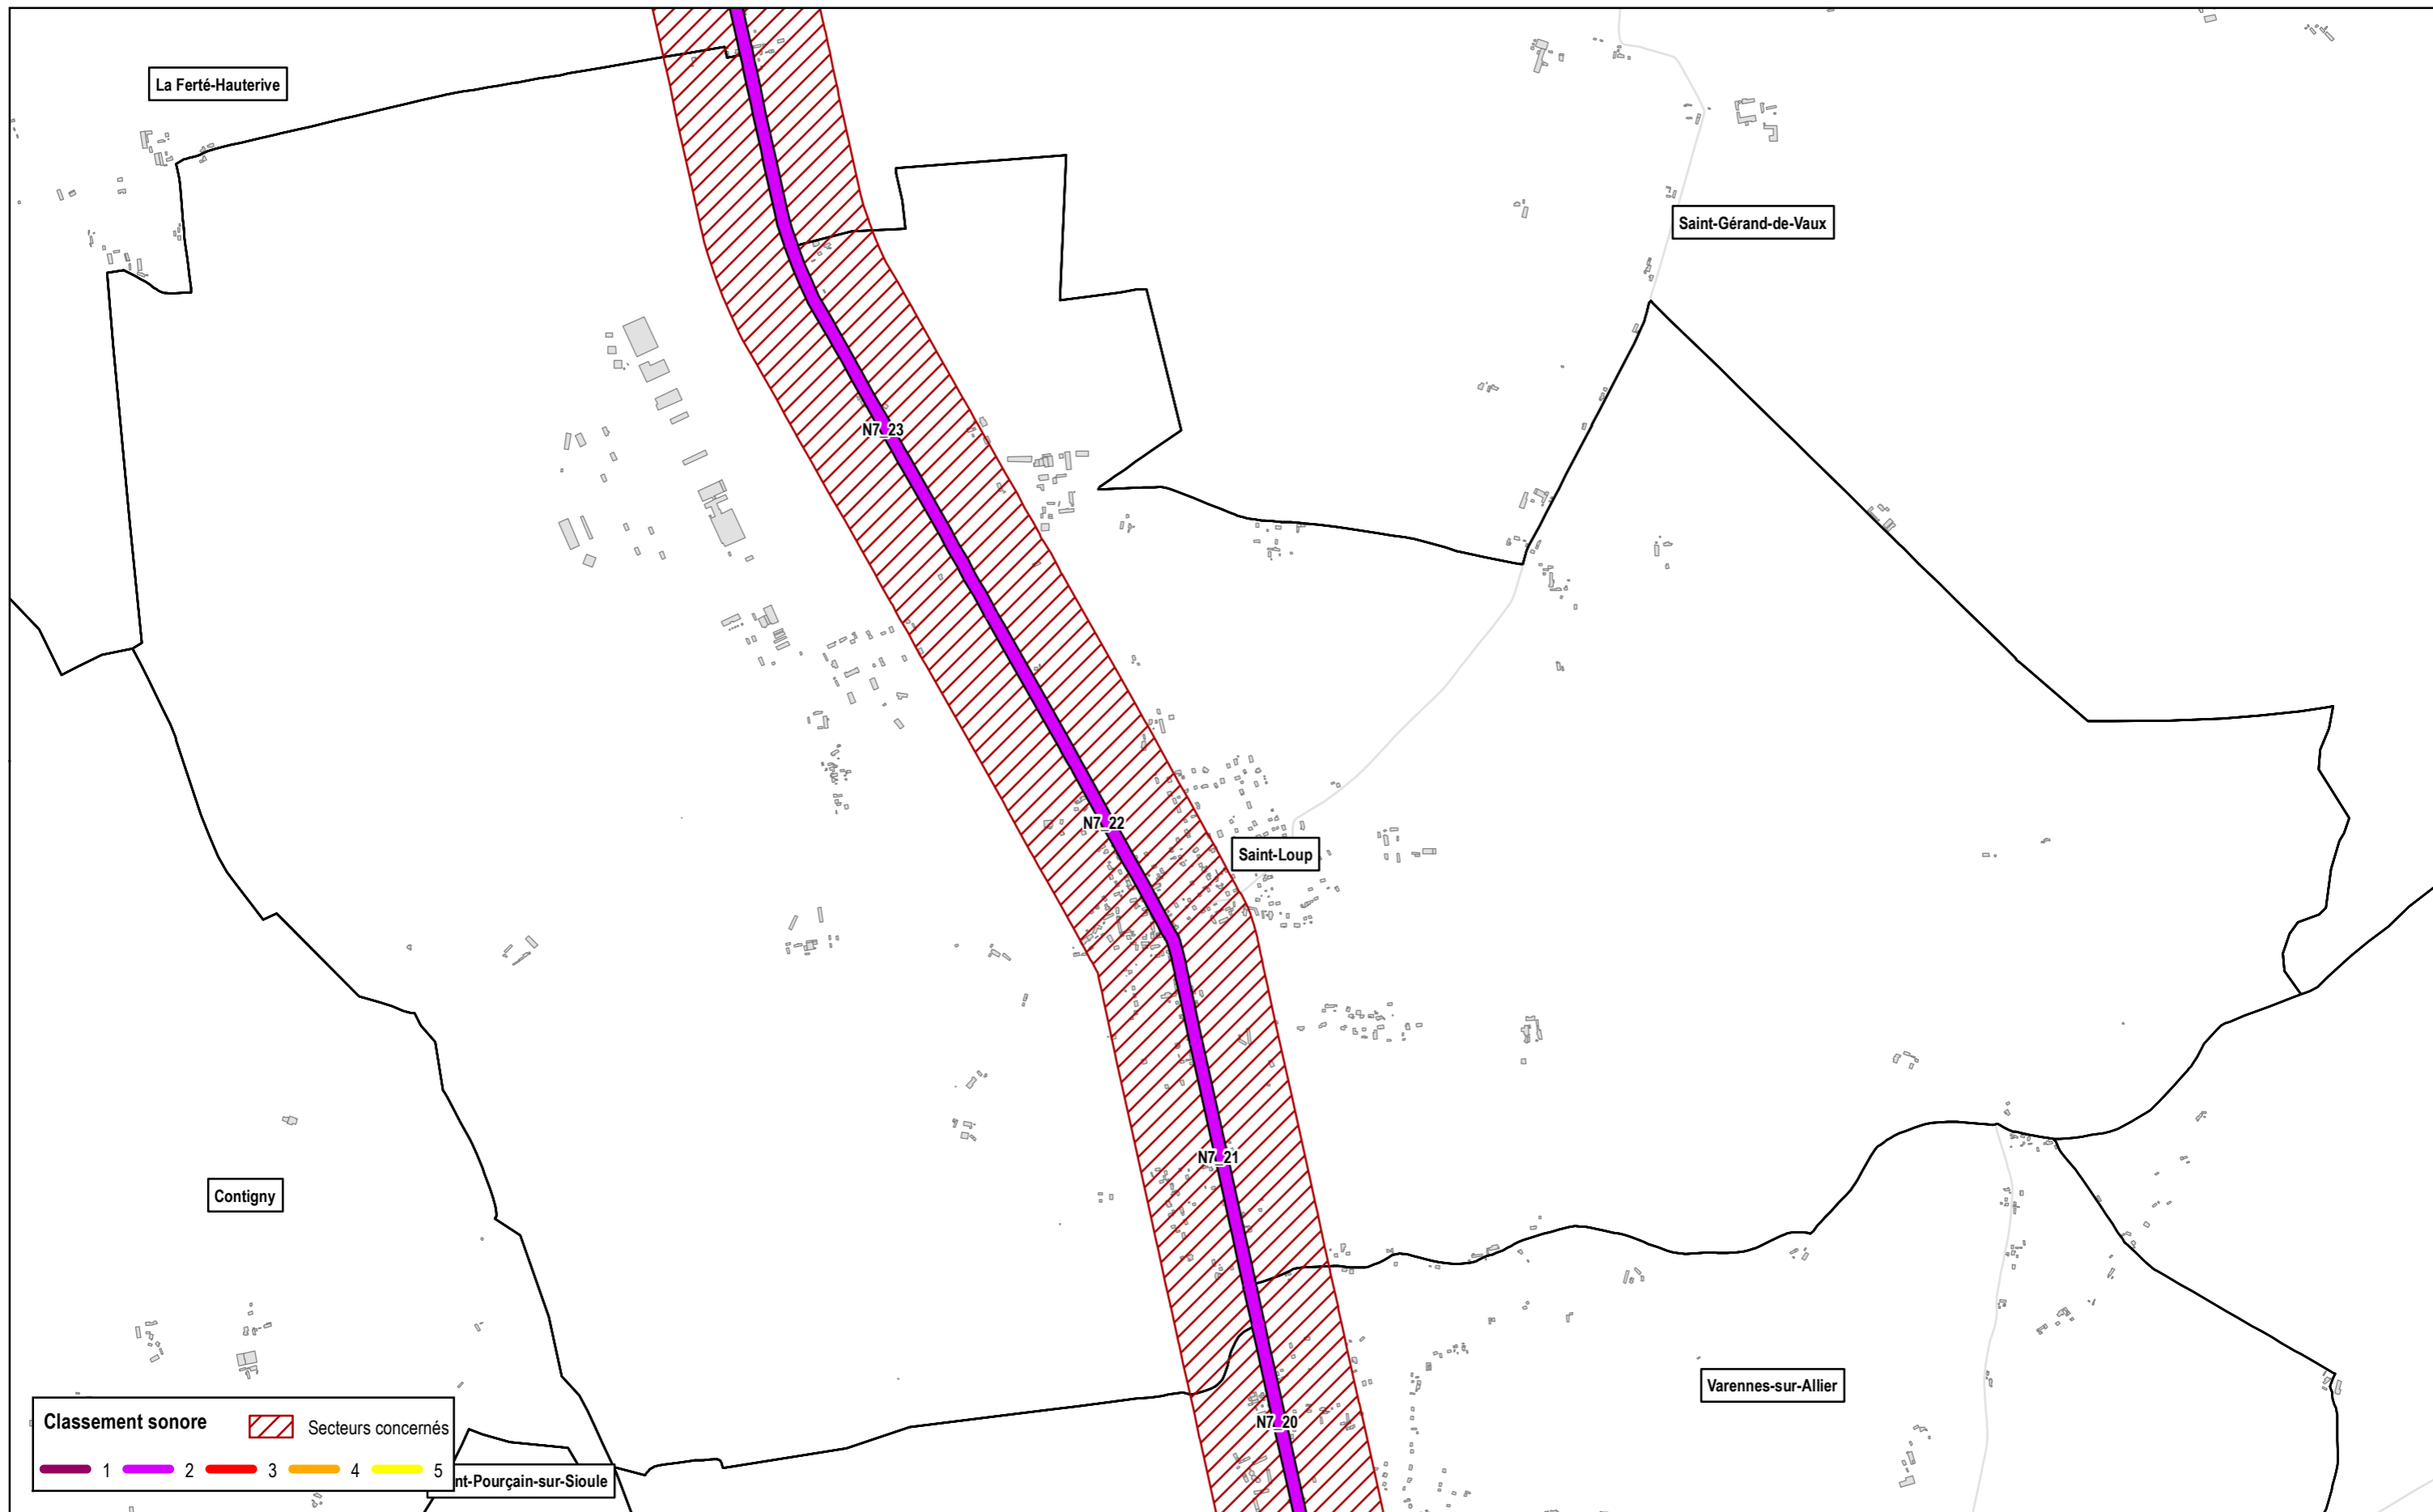 La Ferté-Hauterive
Saint-Gérand-de-Vaux
N7_23
N7_22
Saint-Loup
N7_21
Contigny
Varennes-sur-Allier
N7_20
Classement sonore
Secteurs concernés
1 2 3 4 5
nt-Pourçain-sur-Sioule